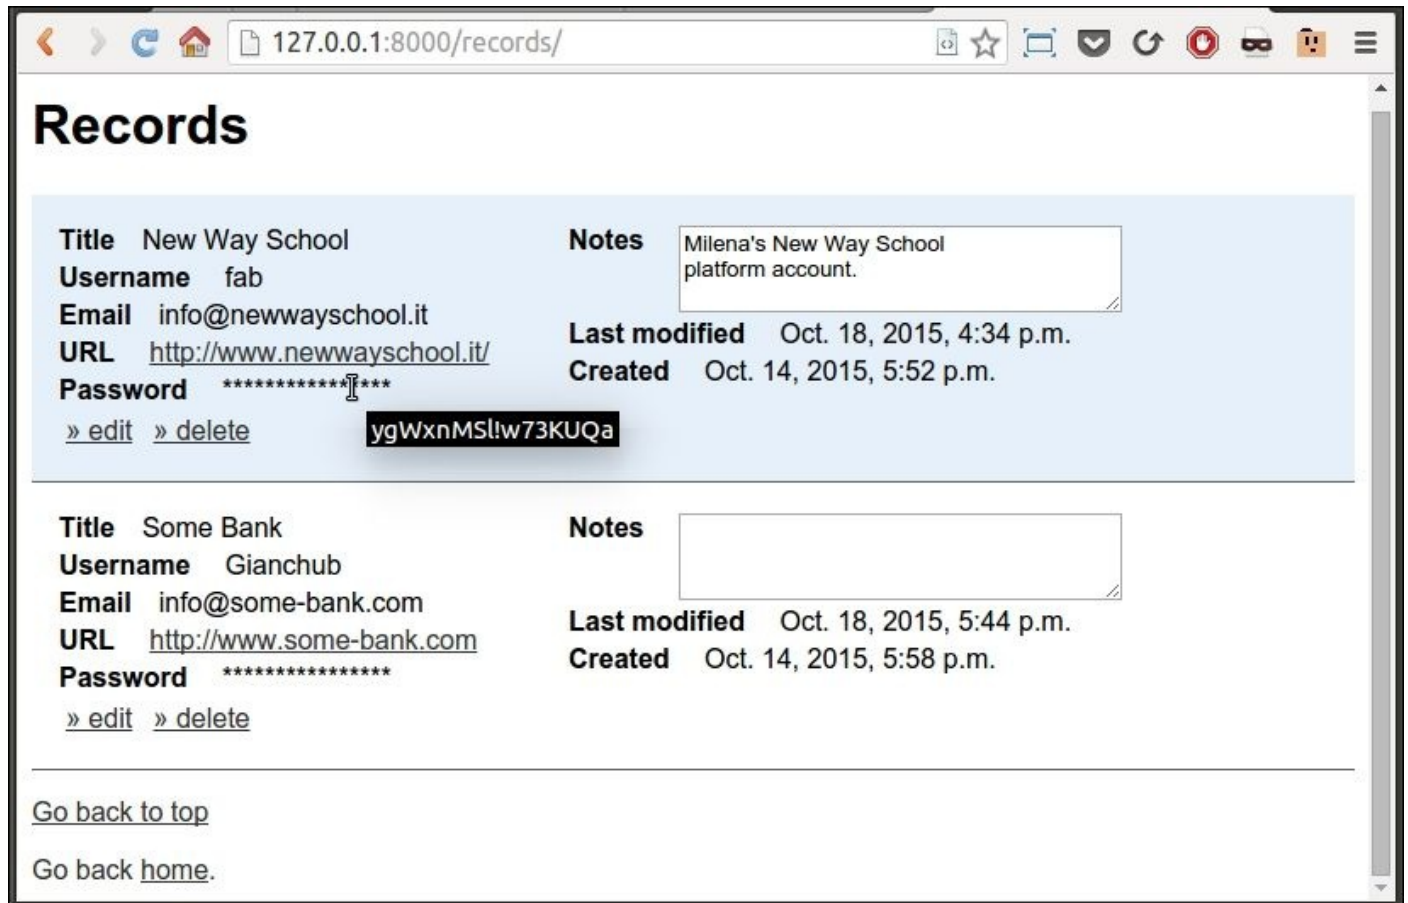 127.0.0.1:8000/records/
Records
Title New Way School
Username fab
Email info@newwayschool.it
URL http://www.newwayschool.it/
Password ****************
» edit » delete
ygWxnMSl!w73KUQa
Notes Milena's New Way School
platform account.
Last modified Oct. 18, 2015, 4:34 p.m.
Created Oct. 14, 2015, 5:52 p.m.
Title Some Bank
Username Gianchub
Email info@some-bank.com
URL http://www.some-bank.com
Password ****************
» edit » delete
Notes
Last modified Oct. 18, 2015, 5:44 p.m.
Created Oct. 14, 2015, 5:58 p.m.
Go back to top
Go back home.